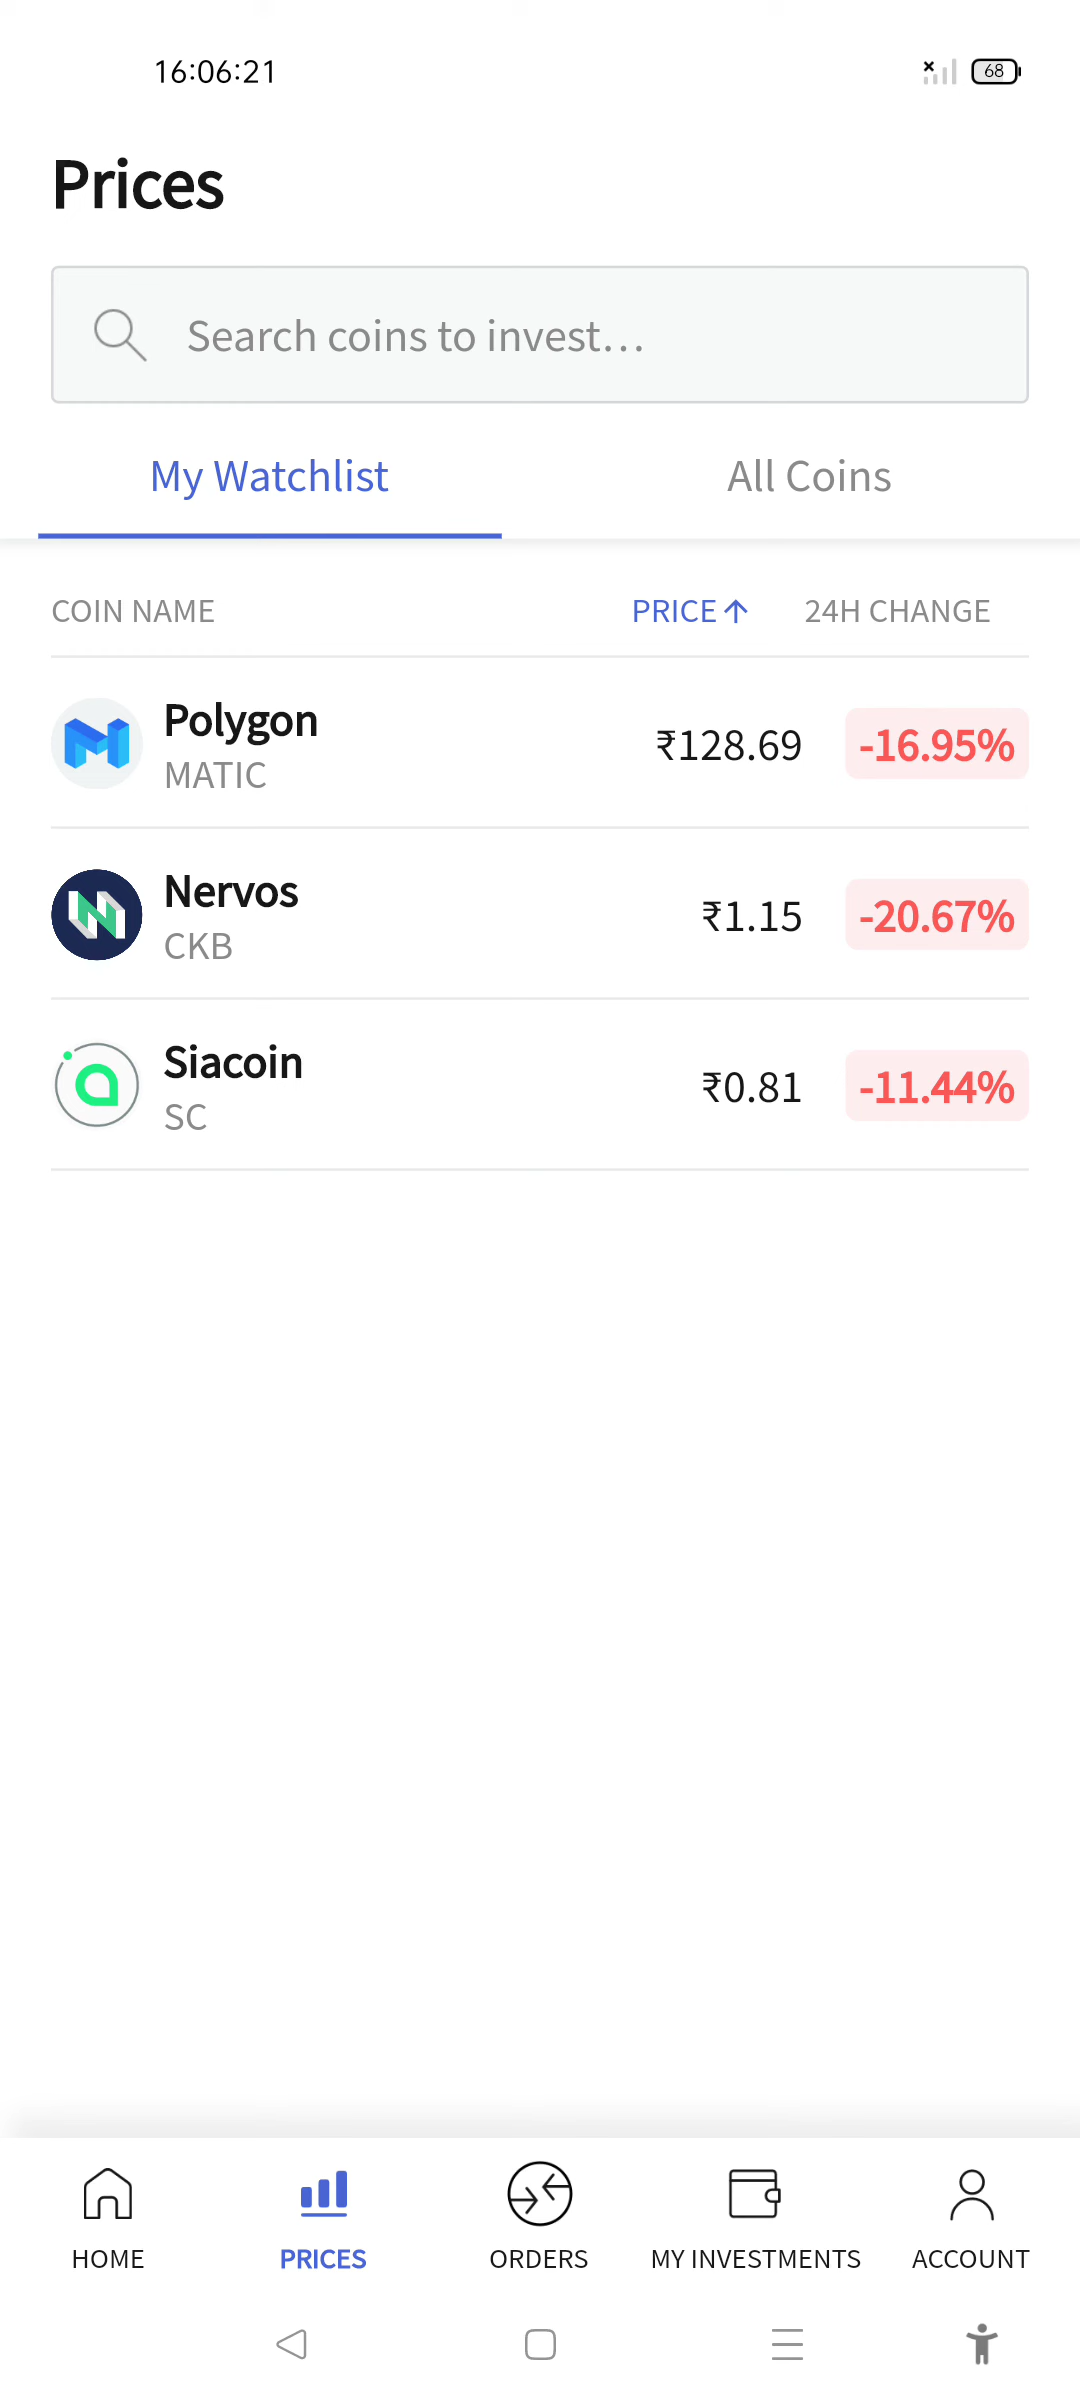 16:06:21
68
Prices
Search coins to invest...
My Watchlist
All Coins
COIN NAME
PRICE↑
24H CHANGE
Polygon
MATIC
₹128.69
-16.95%
Nervos
CKB
₹1.15
-20.67%
Siacoin
SC
₹0.81
-11.44%
HOME
PRICES
ORDERS
MY INVESTMENTS
ACCOUNT